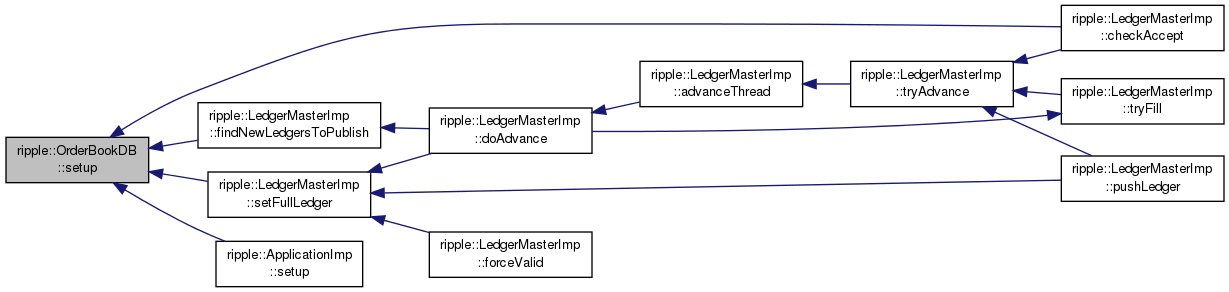 ripple::OrderBookDB
::setup
ripple::LedgerMasterImp
::findNewLedgersToPublish
ripple::LedgerMasterImp
::setFullLedger
ripple::ApplicationImp
::setup
ripple::LedgerMasterImp
::doAdvance
ripple::LedgerMasterImp
::forceValid
ripple::LedgerMasterImp
::advanceThread
ripple::LedgerMasterImp
::tryAdvance
ripple::LedgerMasterImp
::checkAccept
ripple::LedgerMasterImp
::tryFill
ripple::LedgerMasterImp
::pushLedger